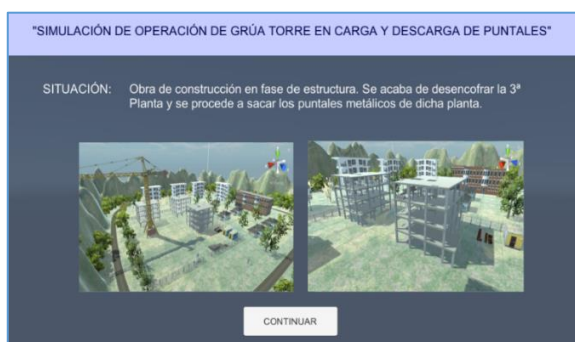 "SIMULACIÓN DE OPERACIÓN DE GRÚA TORRE EN CARGA Y DESCARGA DE PUNTALES"
SITUACIÓN: Obra de construcción en fase de estructura. Se acaba de desencofrar la 3ª
Planta y se procede a sacar los puntales metálicos de dicha planta.
CONTINUAR